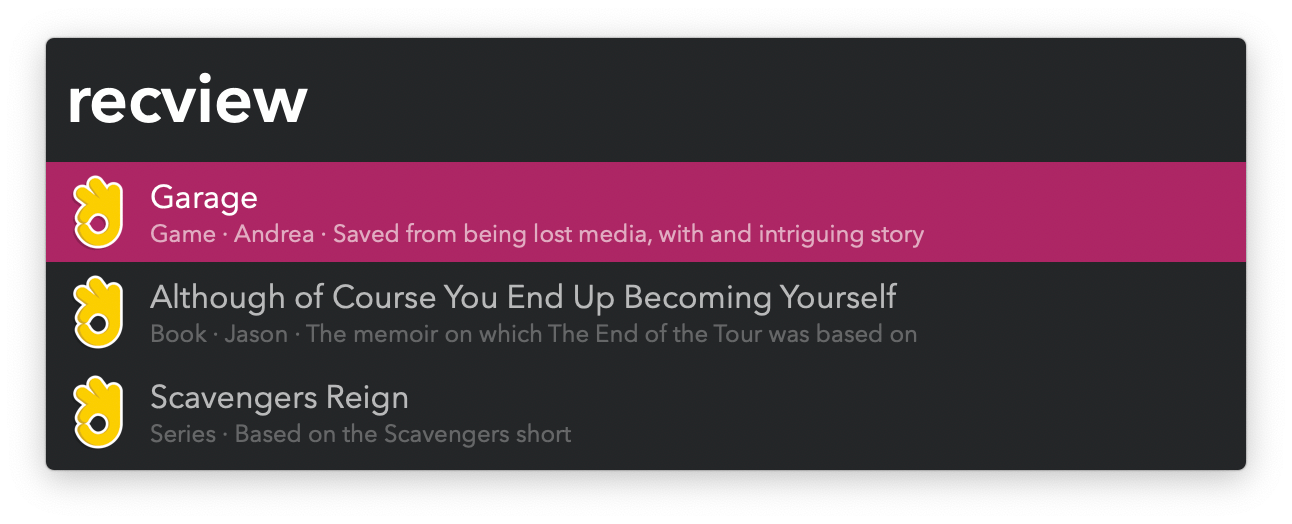 recview
Garage
Game · Andrea · Saved from being lost media, with and intriguing story
Although of Course You End Up Becoming Yourself
Book · Jason · The memoir on which The End of the Tour was based on
Scavengers Reign
Series · Based on the Scavengers short